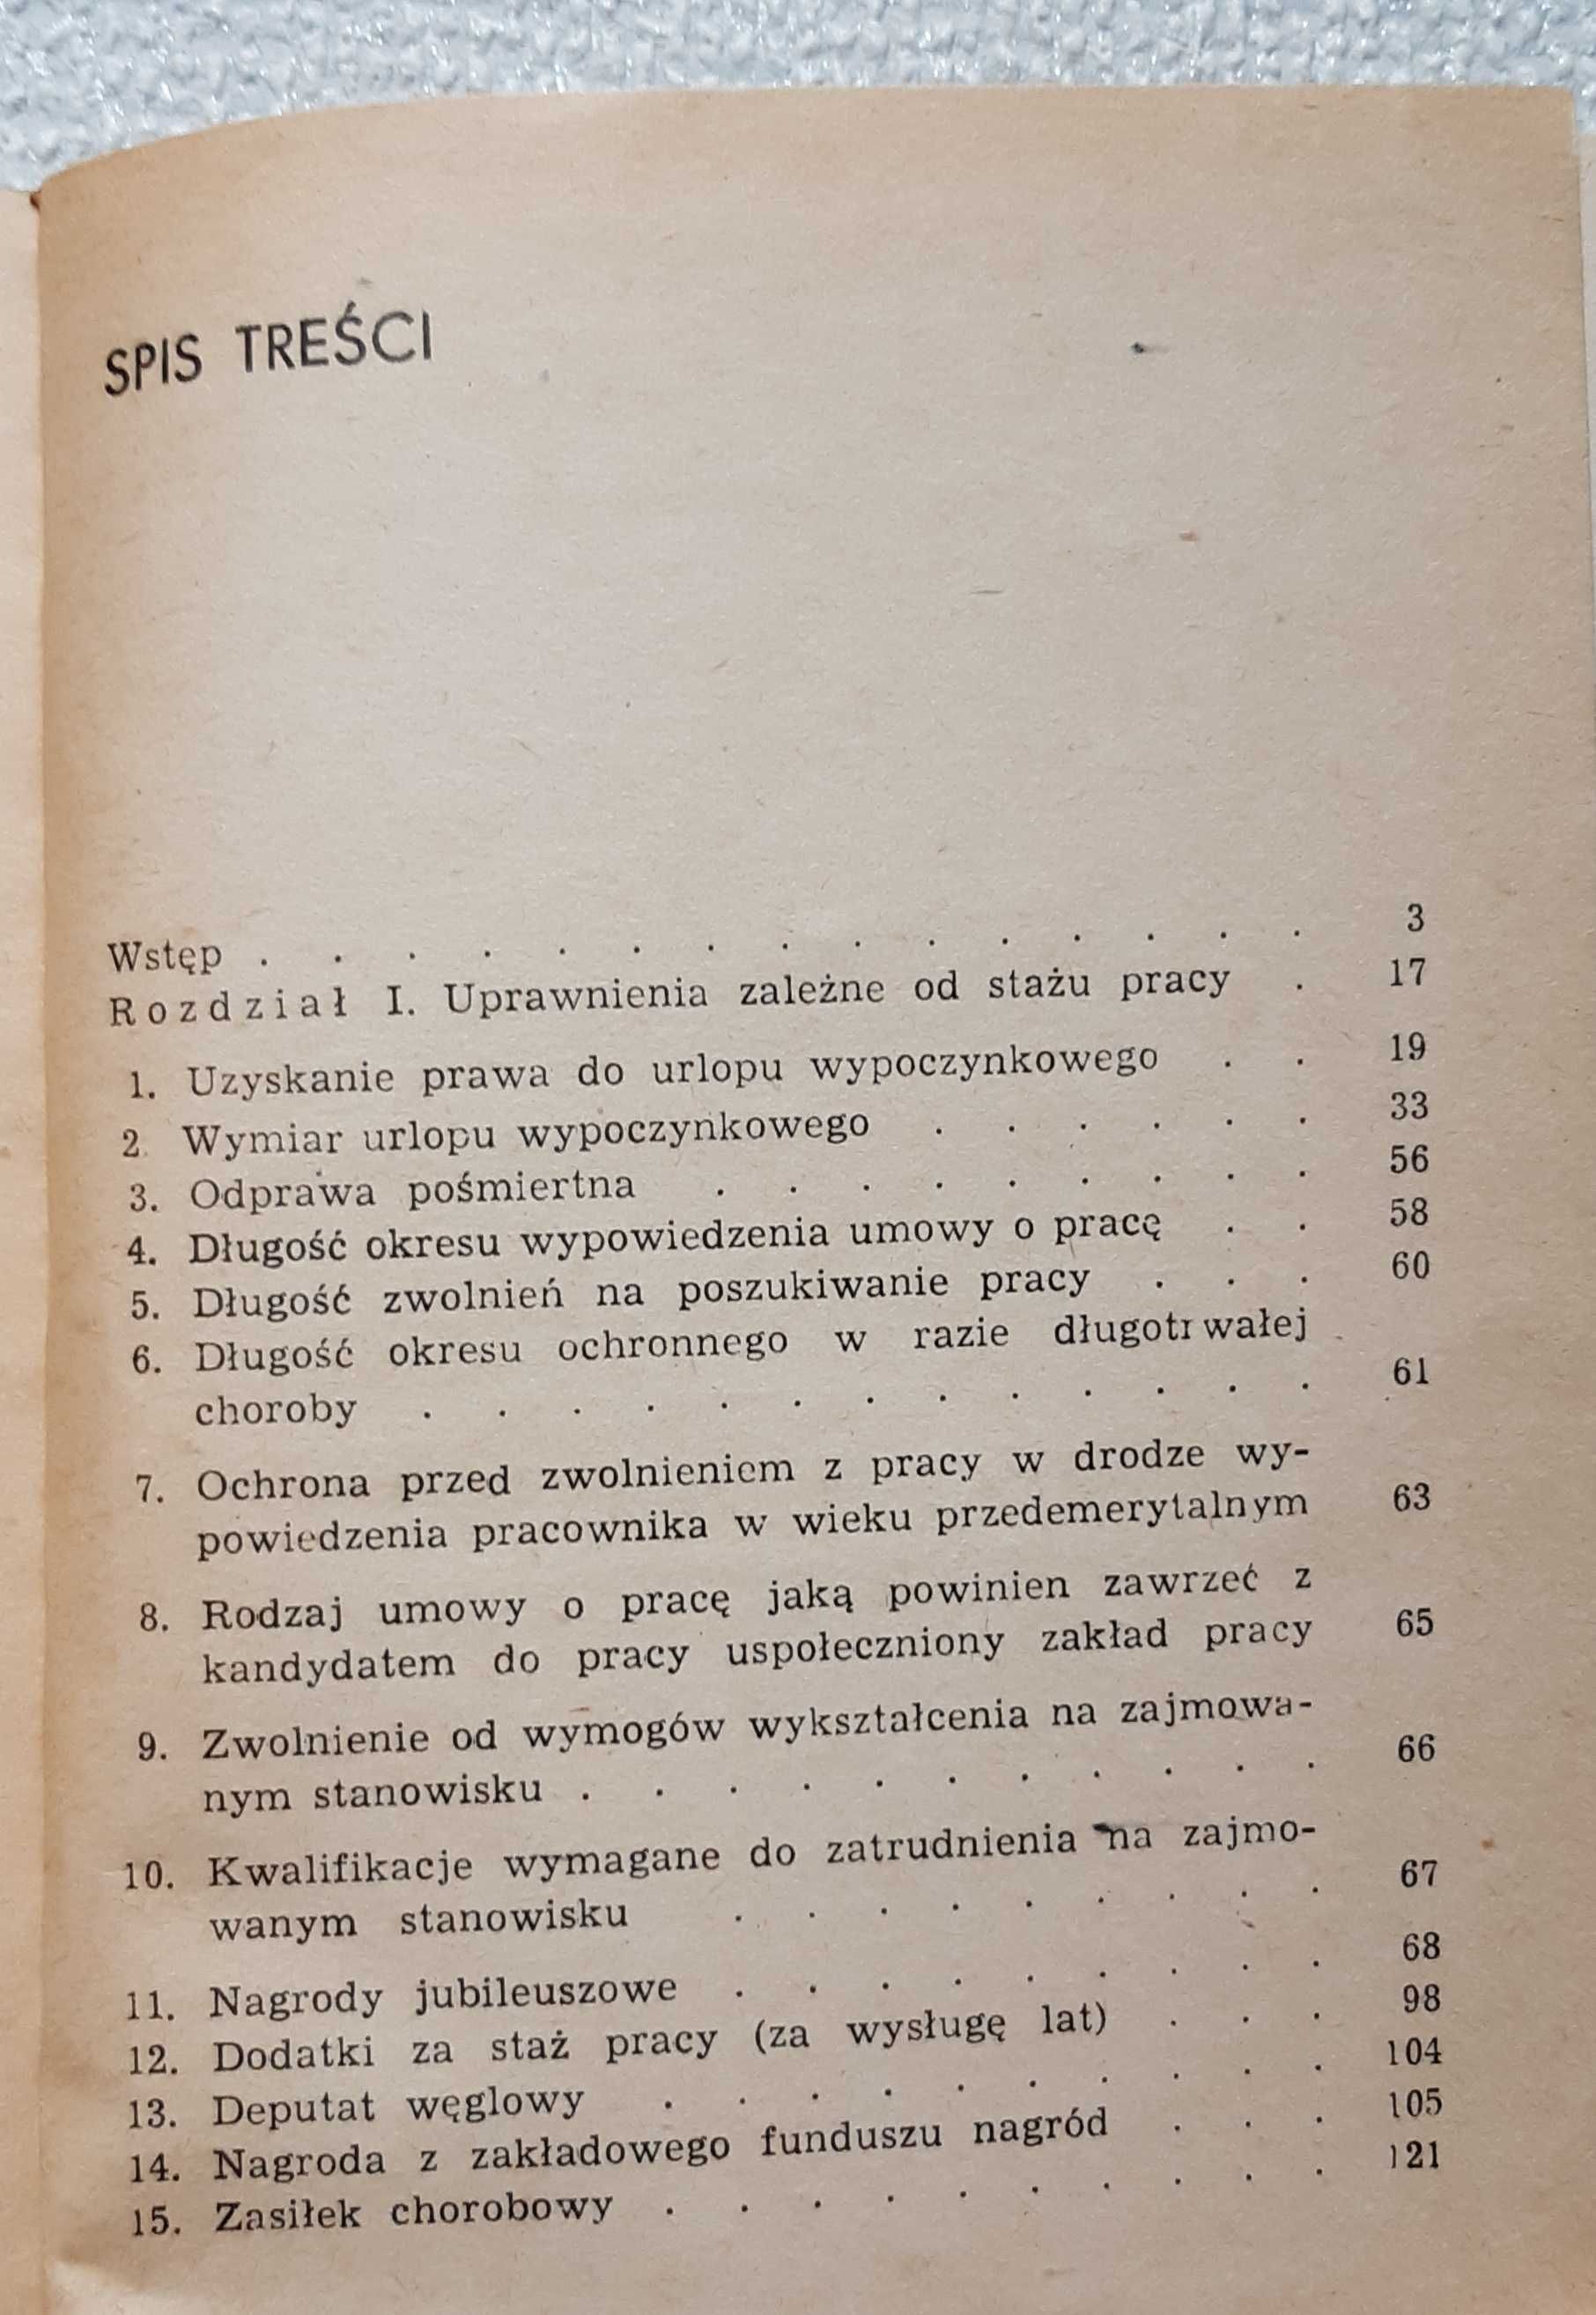 SPIS TREŚCI
Wstęp . . . . . . . . . . . . . . . 3
Rozdział I. Uprawnienia zależne od stażu pracy . 17
1. Uzyskanie prawa do urlopu wypoczynkowego . . 19
2. Wymiar urlopu wypoczynkowego . . . . . . 33
3. Odprawa pośmiertna . . . . . . . . . 56
4. Długość okresu wypowiedzenia umowy o pracę . . 58
5. Długość zwolnień na poszukiwanie pracy . . . 60
6. Długość okresu ochronnego w razie długotrwałej
choroby . . . . . . . . . . . . . 61
7. Ochrona przed zwolnieniem z pracy w drodze wy-
powiedzenia pracownika w wieku przedemerytalnym 63
8. Rodzaj umowy o pracę jaką powinien zawrzeć z
kandydatem do pracy uspołeczniony zakład pracy 65
9. Zwolnienie od wymogów wykształcenia na zajmowa-
nym stanowisku . . . . . . . . . . . 66
10. Kwalifikacje wymagane do zatrudnienia na zajmo-
wanym stanowisku . . . . . . . . . 67
11. Nagrody jubileuszowe . . . . . . . . . 68
12. Dodatki za staż pracy (za wysługę lat) . . . 98
13. Deputat węglowy . . . . . . . . . . 104
14. Nagroda z zakładowego funduszu nagród . . . 105
15. Zasiłek chorobowy . . . . . . . . . . 121